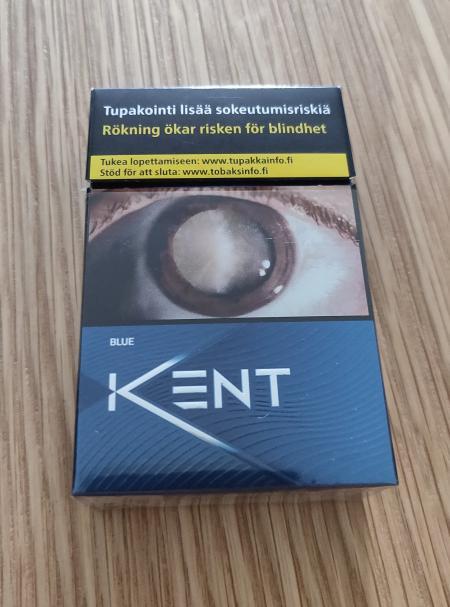 Tupakointi lisää sokeutumisriskiä
Rökning ökar risken för blindhet
Tukea lopettamiseen: www.tupakkainfo.fi
Stöd för att sluta: www.tobaksinfo.fi
BLUE
KENT